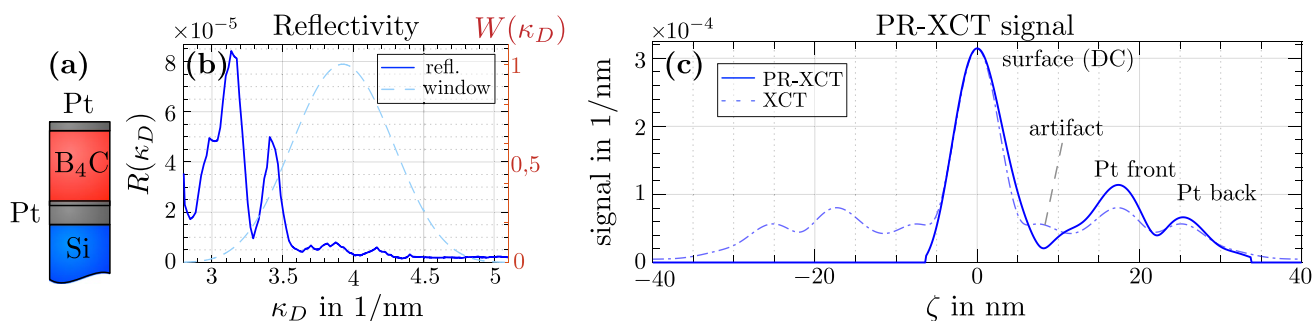 (a)
Pt
B₄C
Pt
Si
Reflectivity
×10⁻⁵
W(κ_D)
(b)
refl.
window
R(κ_D)
8
6
4
2
0
1
0,5
0
3
3.5
4
4.5
5
κ_D in 1/nm
PR-XCT signal
×10⁻⁴
(c)
PR-XCT
XCT
surface (DC)
artifact
Pt front
Pt back
signal in 1/nm
3
2
1
0
−40
−20
0
20
40
ζ in nm